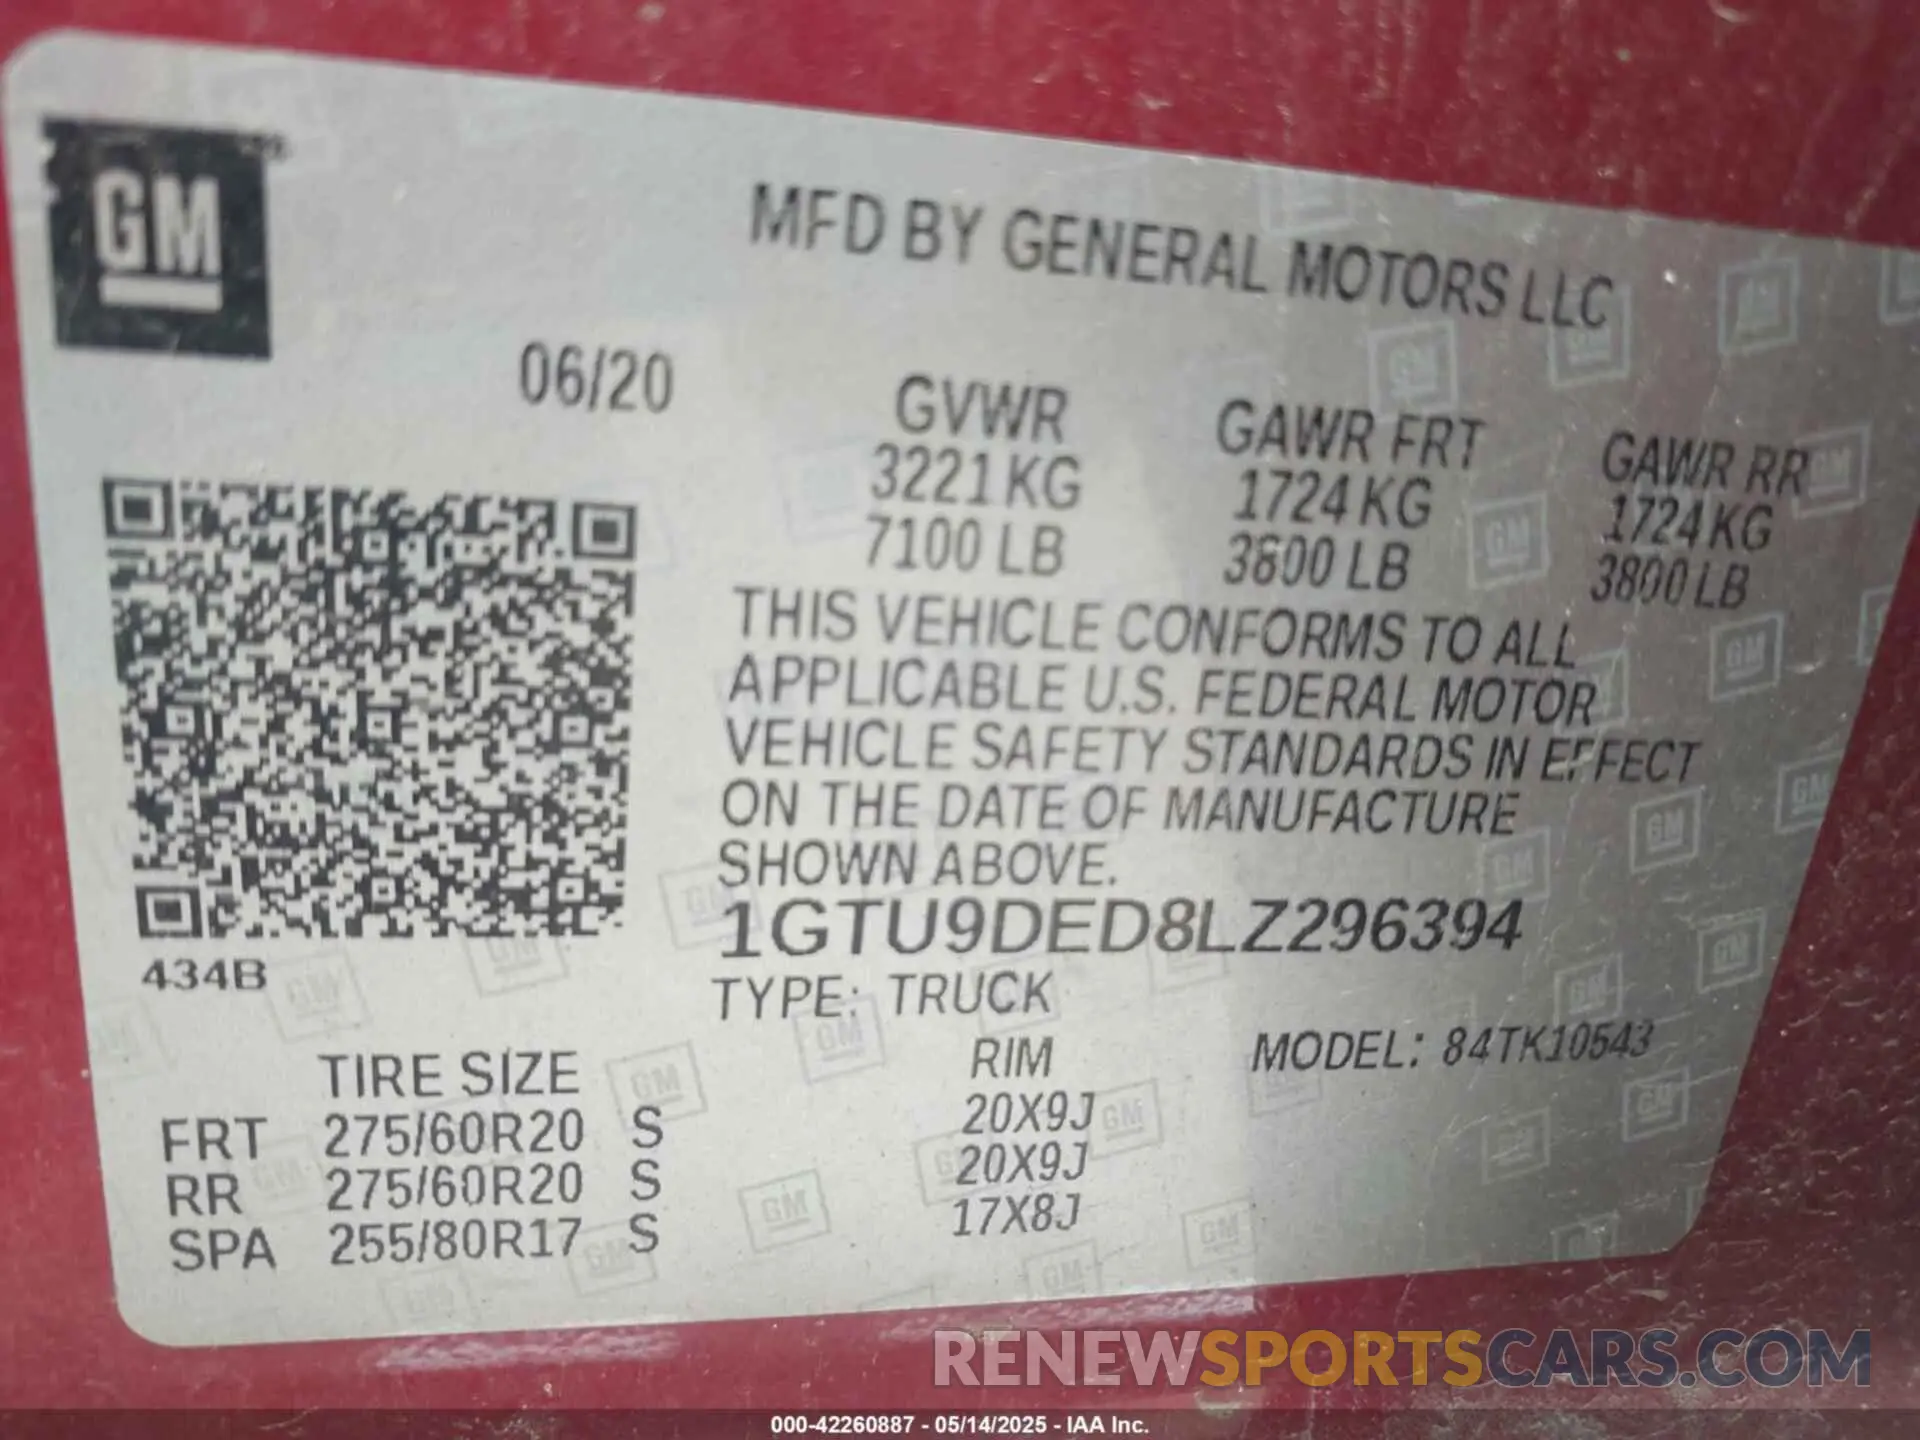 GM
MFD BY GENERAL MOTORS LLC
06/20
GVWR GAWR FRT GAWR RR
3221 KG 1724 KG 1724 KG
7100 LB 3800 LB 3800 LB
THIS VEHICLE CONFORMS TO ALL
APPLICABLE U.S. FEDERAL MOTOR
VEHICLE SAFETY STANDARDS IN EFFECT
ON THE DATE OF MANUFACTURE
SHOWN ABOVE.
1GTU9DED8LZ296394
434B
TYPE: TRUCK
MODEL: 84TK10543
TIRE SIZE RIM
FRT 275/60R20 S 20X9J
RR 275/60R20 S 20X9J
SPA 255/80R17 S 17X8J
RENEWSPORTSCARS.COM
000-42260887 - 05/14/2025 - IAA Inc.